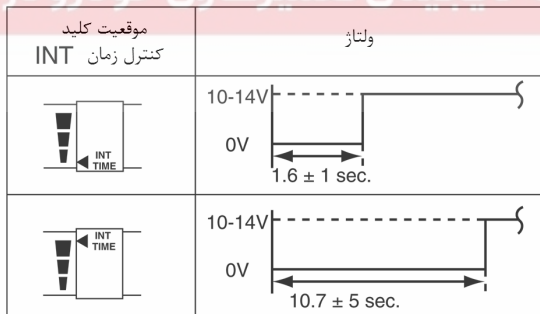 موقعیت کلید
کنترل زمان INT
ولتاژ
INT
TIME
10-14V
0V
1.6 ± 1 sec.
INT
TIME
10-14V
0V
10.7 ± 5 sec.